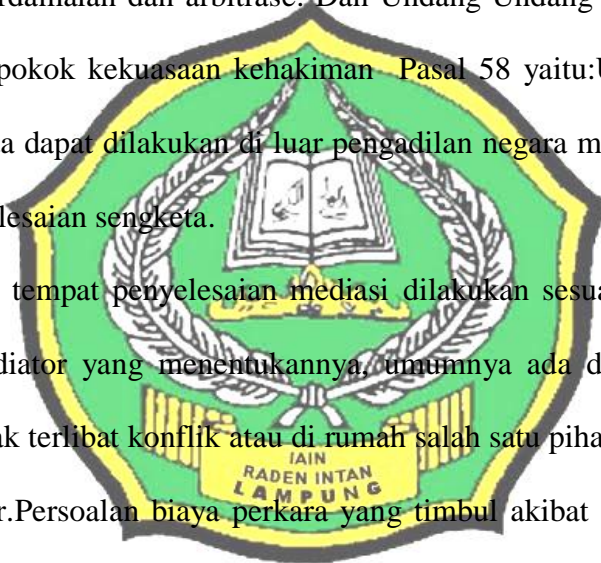 erdamaian dan arbitrase. Dan Undang Undang
pokok kekuasaan kehakiman Pasal 58 yaitu:U
a dapat dilakukan di luar pengadilan negara m
lesaian sengketa.
tempat penyelesaian mediasi dilakukan sesua
diator yang menentukannya, umumnya ada d
ak terlibat konflik atau di rumah salah satu piha
IAIN
RADEN INTAN
LAMPUNG
r.Persoalan biaya perkara yang timbul akibat